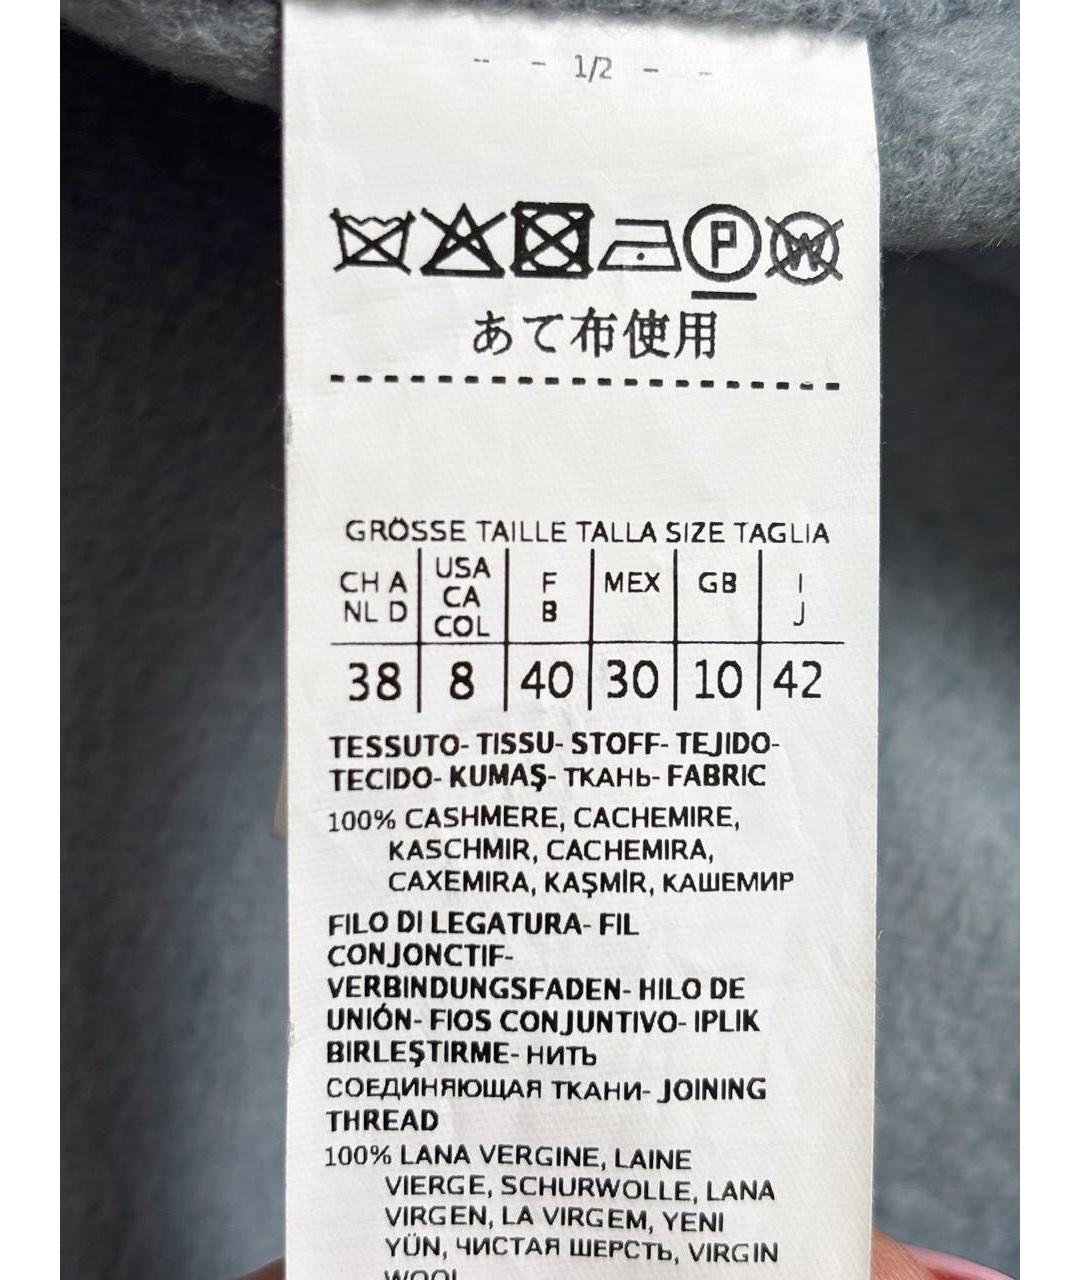 -- - 1/2 - -
P W
あて布使用
GRÖSSE TAILLE TALLA SIZE TAGLIA
CH A NL D USA CA COL F B MEX GB I J
38 8 40 30 10 42
TESSUTO- TISSU- STOFF- TEJIDO-
TECIDO- KUMAŞ- ТКАНЬ- FABRIC
100% CASHMERE, CACHEMIRE,
KASCHMIR, CACHEMIRA,
CAXEMIRA, KAŞMİR, КАШЕМИР
FILO DI LEGATURA- FIL
CONJONCTIF-
VERBINDUNGSFADEN- HILO DE
UNIÓN- FIOS CONJUNTIVO- IPLIK
BIRLEŞTIRME- НИТЬ
СОЕДИНЯЮЩАЯ ТКАНИ- JOINING
THREAD
100% LANA VERGINE, LAINE
VIERGE, SCHURWOLLE, LANA
VIRGEN, LA VIRGEM, YENI
YÜN, ЧИСТАЯ ШЕРСТЬ, VIRGIN
WOOL